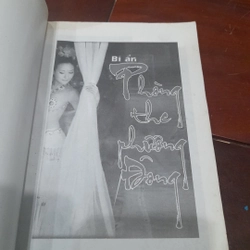 Bí ẩn
Phòng
the
phương
Đông